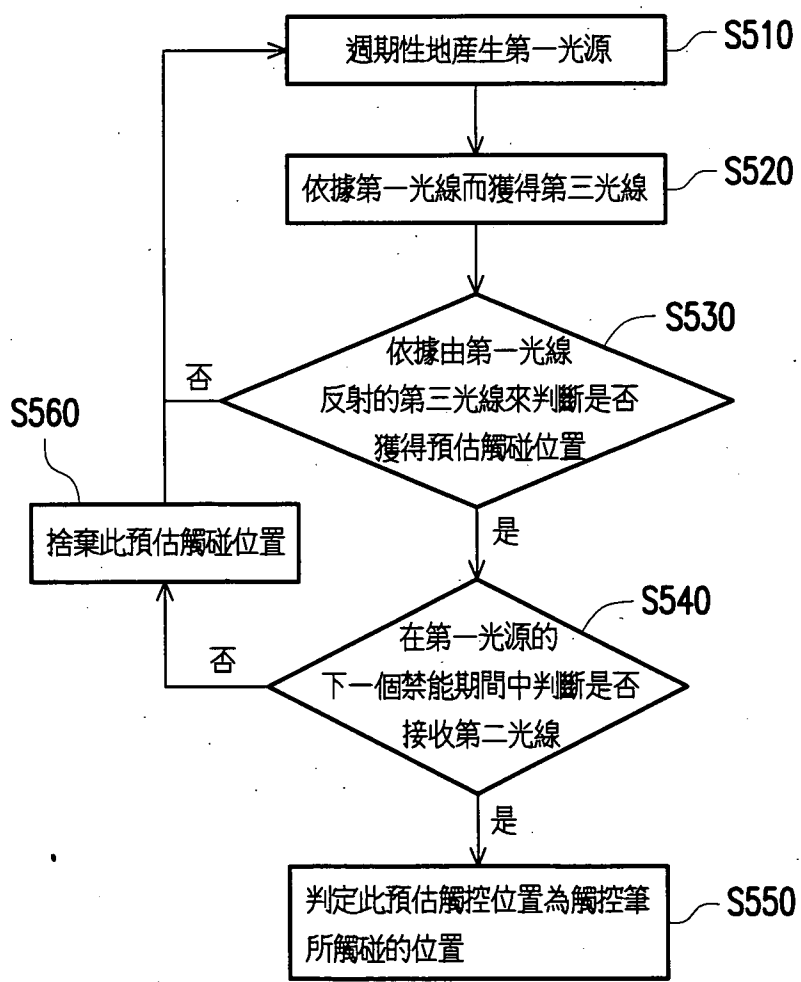 週期性地產生第一光源
S510
依據第一光線而獲得第三光線
S520
S530
依據由第一光線
反射的第三光線來判斷是否
獲得預估觸碰位置
否
S560
捨棄此預估觸碰位置
是
S540
在第一光源的
下一個禁能期間中判斷是否
接收第二光線
否
是
判定此預估觸控位置為觸控筆
所觸碰的位置
S550